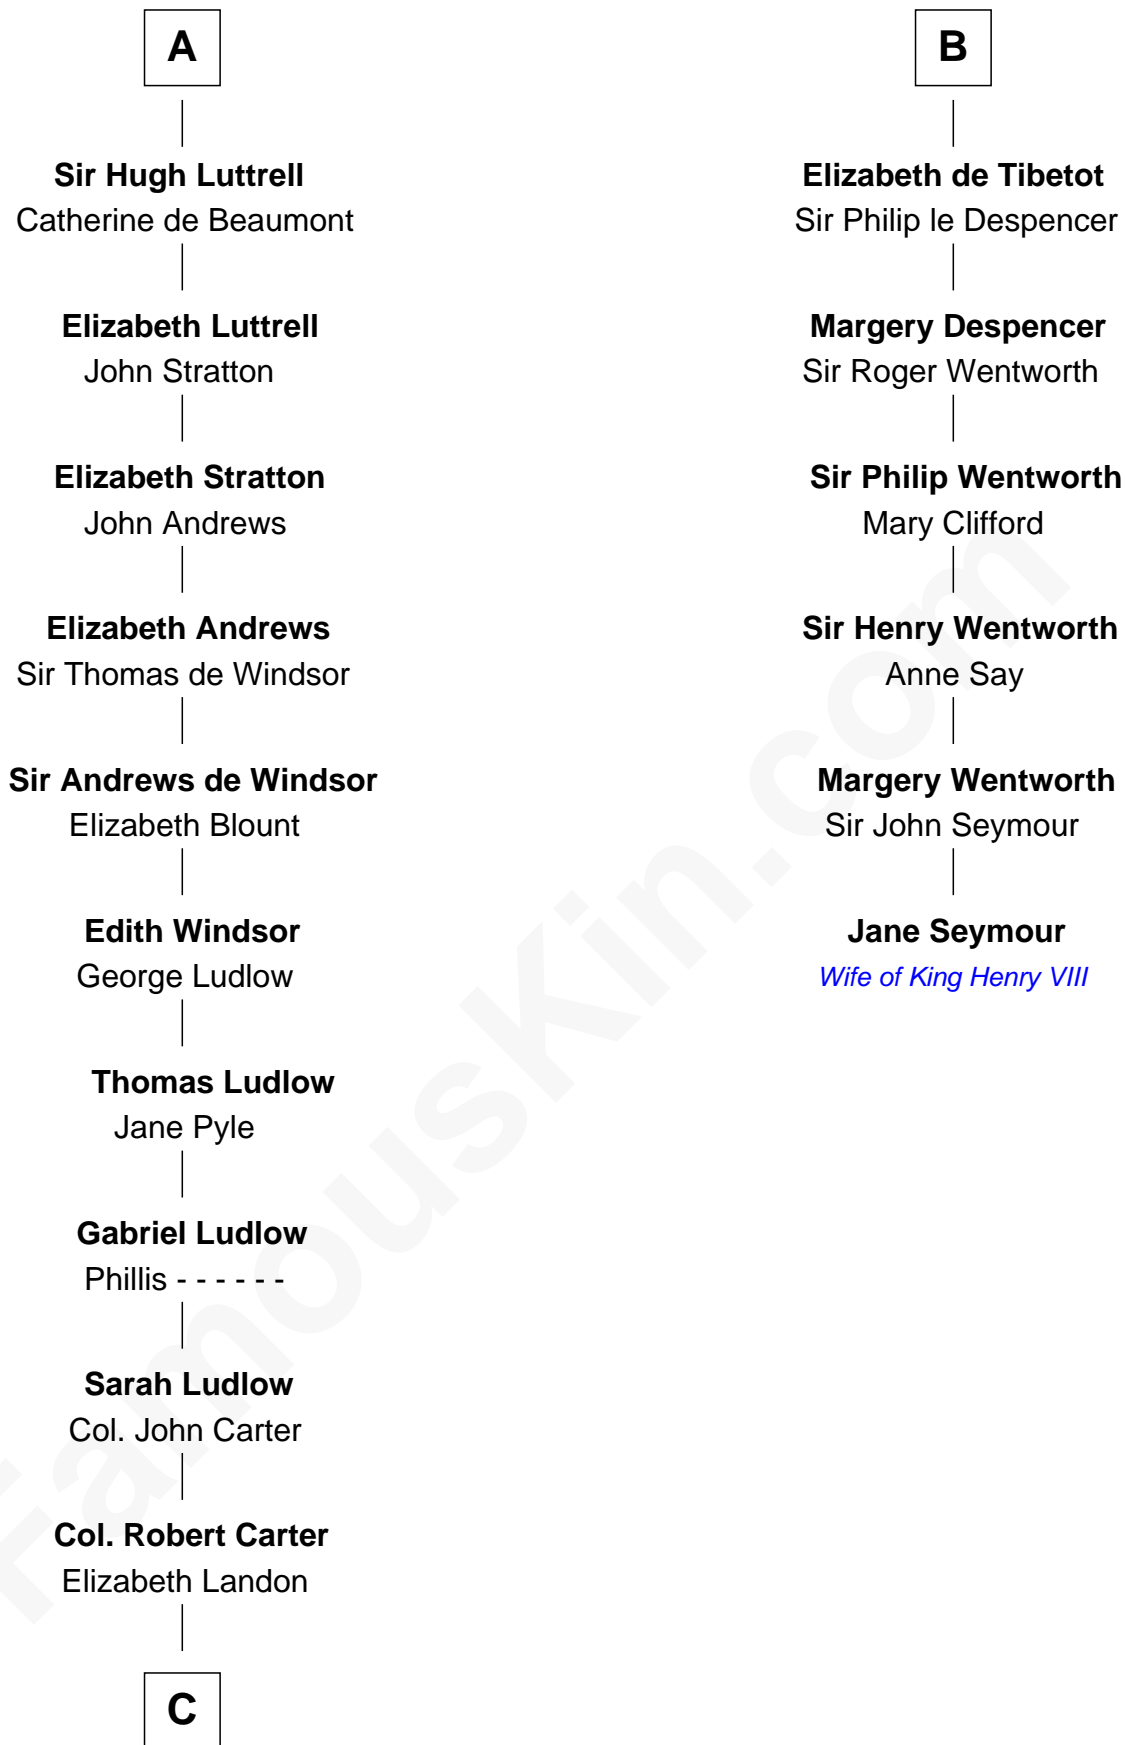 A
Sir Hugh Luttrell
Catherine de Beaumont
Elizabeth Luttrell
John Stratton
Elizabeth Stratton
John Andrews
Elizabeth Andrews
Sir Thomas de Windsor
Sir Andrews de Windsor
Elizabeth Blount
Edith Windsor
George Ludlow
Thomas Ludlow
Jane Pyle
Gabriel Ludlow
Phillis - - - - - -
Sarah Ludlow
Col. John Carter
Col. Robert Carter
Elizabeth Landon
C
B
Elizabeth de Tibetot
Sir Philip le Despencer
Margery Despencer
Sir Roger Wentworth
Sir Philip Wentworth
Mary Clifford
Sir Henry Wentworth
Anne Say
Margery Wentworth
Sir John Seymour
Jane Seymour
Wife of King Henry VIII
FamousKin.com